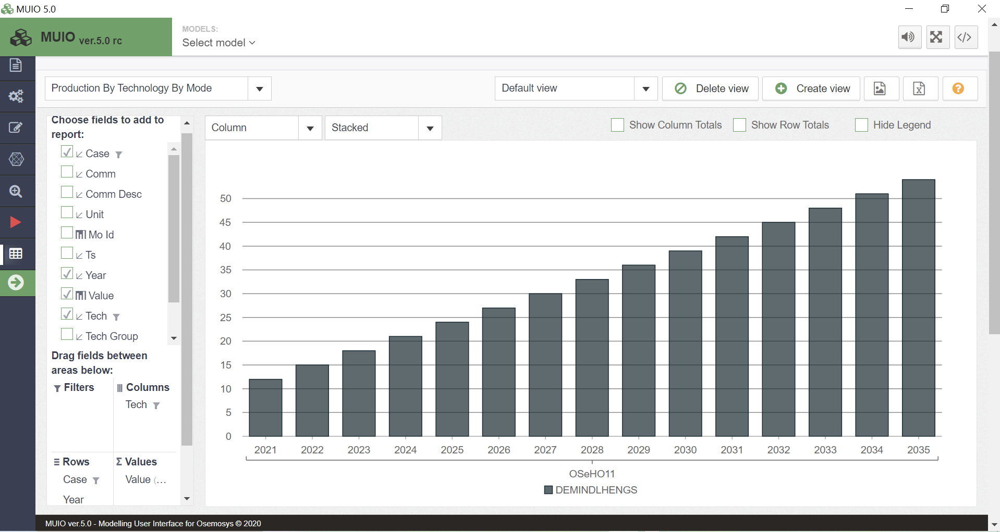 MUIO 5.0
MUIO ver.5.0 rc
MODELS:
Select model
Production By Technology By Mode
Default view
Delete view
Create view
Choose fields to add to
report:
Case
Comm
Comm Desc
Unit
Mo Id
Ts
Year
Value
Tech
Tech Group
Drag fields between
areas below:
Filters
Columns
Tech
Rows
Σ Values
Case
Value (...
Year
Column
Stacked
Show Column Totals
Show Row Totals
Hide Legend
50
45
40
35
30
25
20
15
10
5
0
2021 2022 2023 2024 2025 2026 2027 2028 2029 2030 2031 2032 2033 2034 2035
OSeHO11
DEMINDLHENGS
MUIO ver.5.0 - Modelling User Interface for Osemosys © 2020